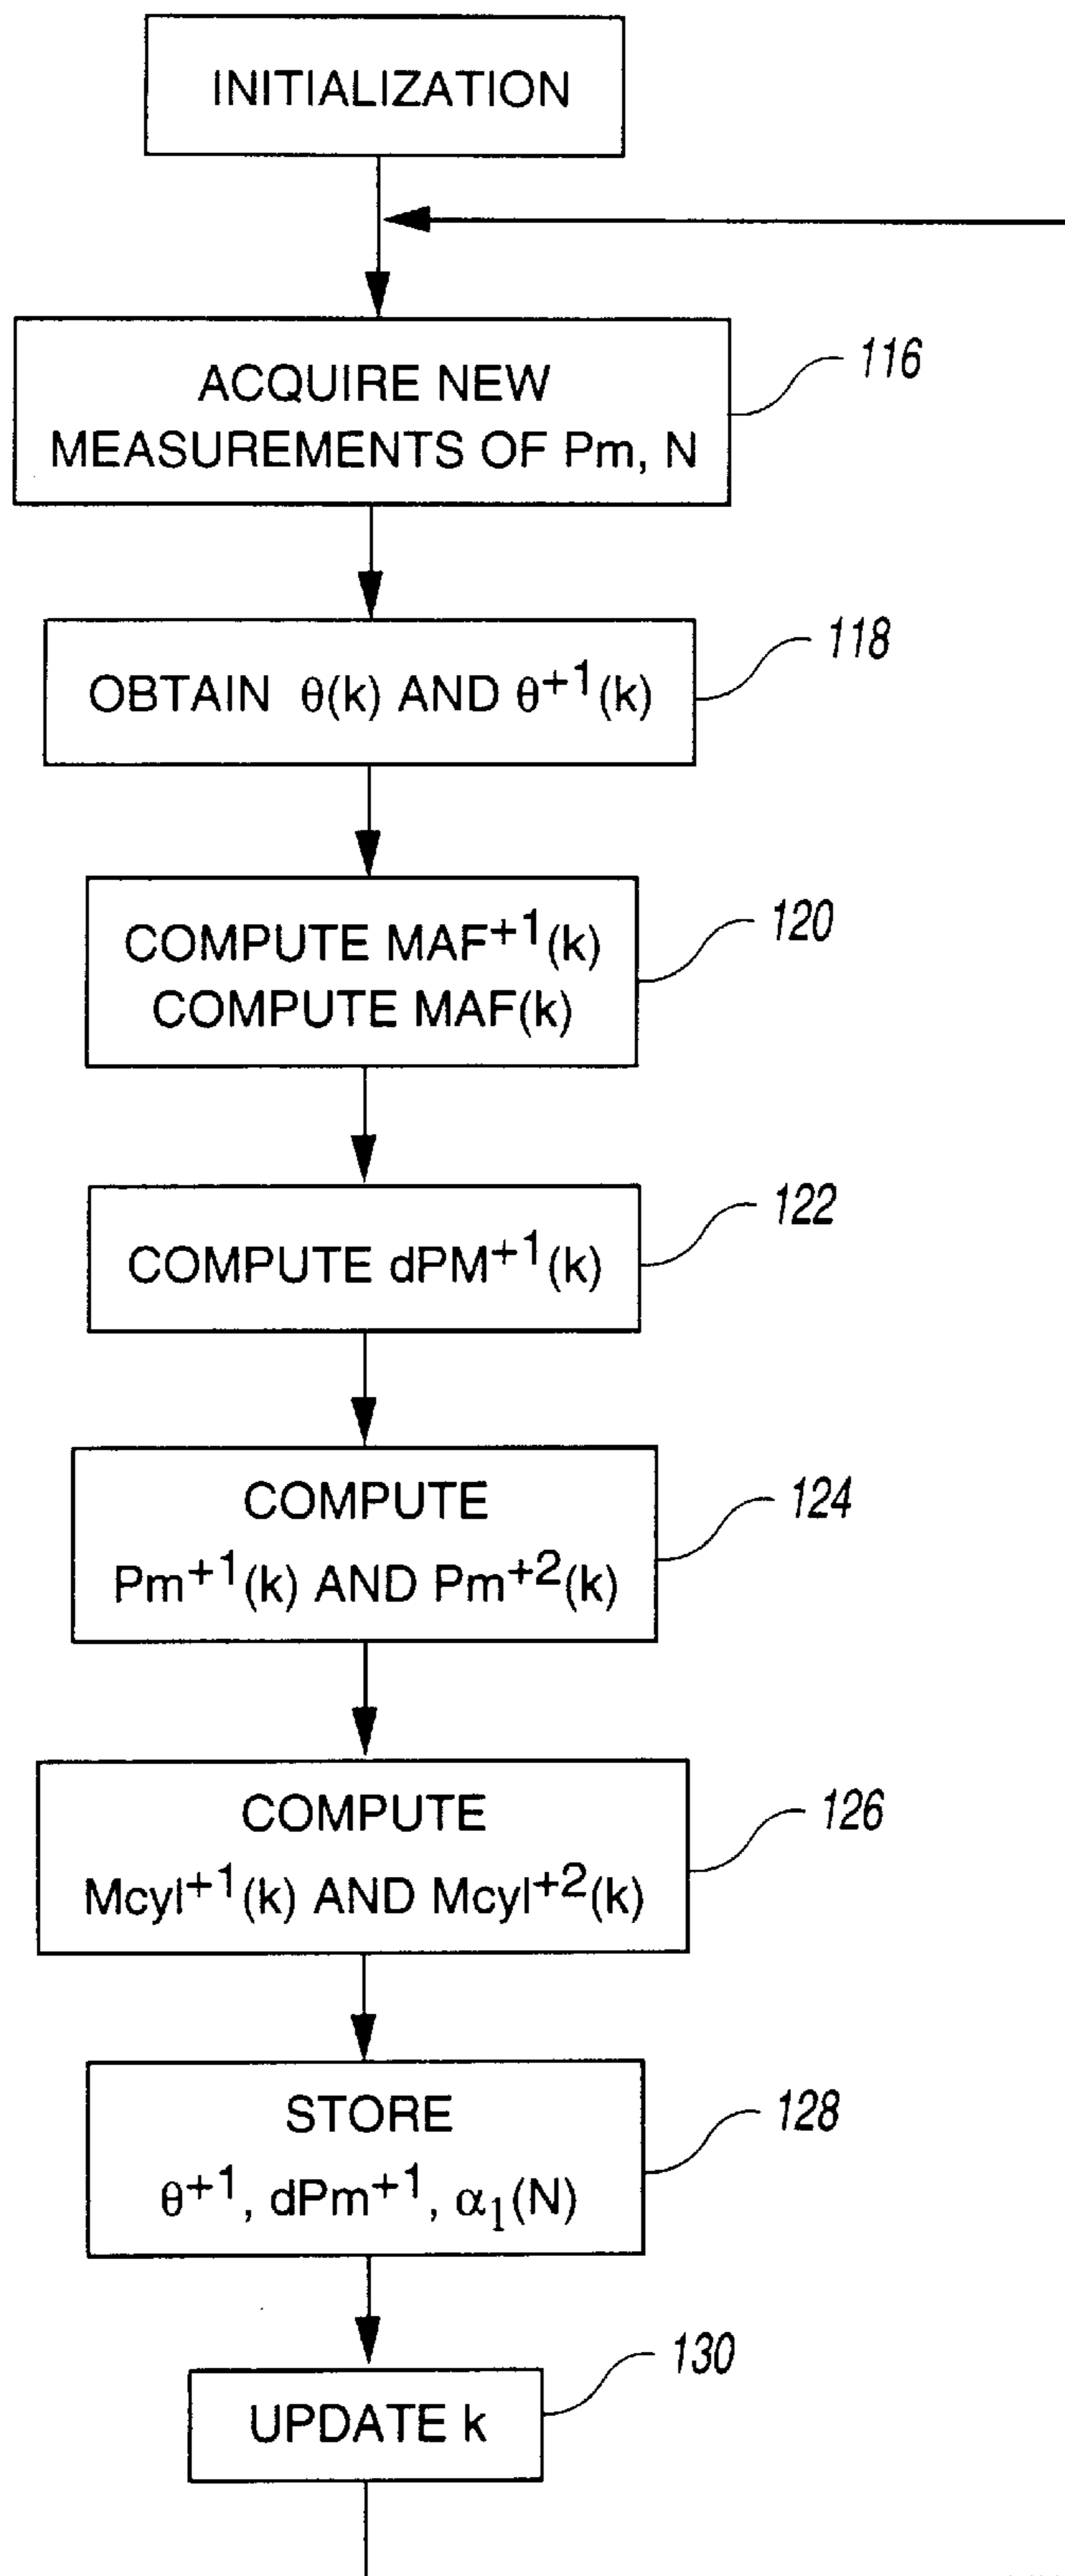 INITIALIZATION
ACQUIRE NEW
MEASUREMENTS OF Pm, N
116
OBTAIN θ(k) AND θ⁺¹(k)
118
COMPUTE MAF⁺¹(k)
COMPUTE MAF(k)
120
COMPUTE dPM⁺¹(k)
122
COMPUTE
Pm⁺¹(k) AND Pm⁺²(k)
124
COMPUTE
Mcyl⁺¹(k) AND Mcyl⁺²(k)
126
STORE
θ⁺¹, dPm⁺¹, α₁(N)
128
UPDATE k
130